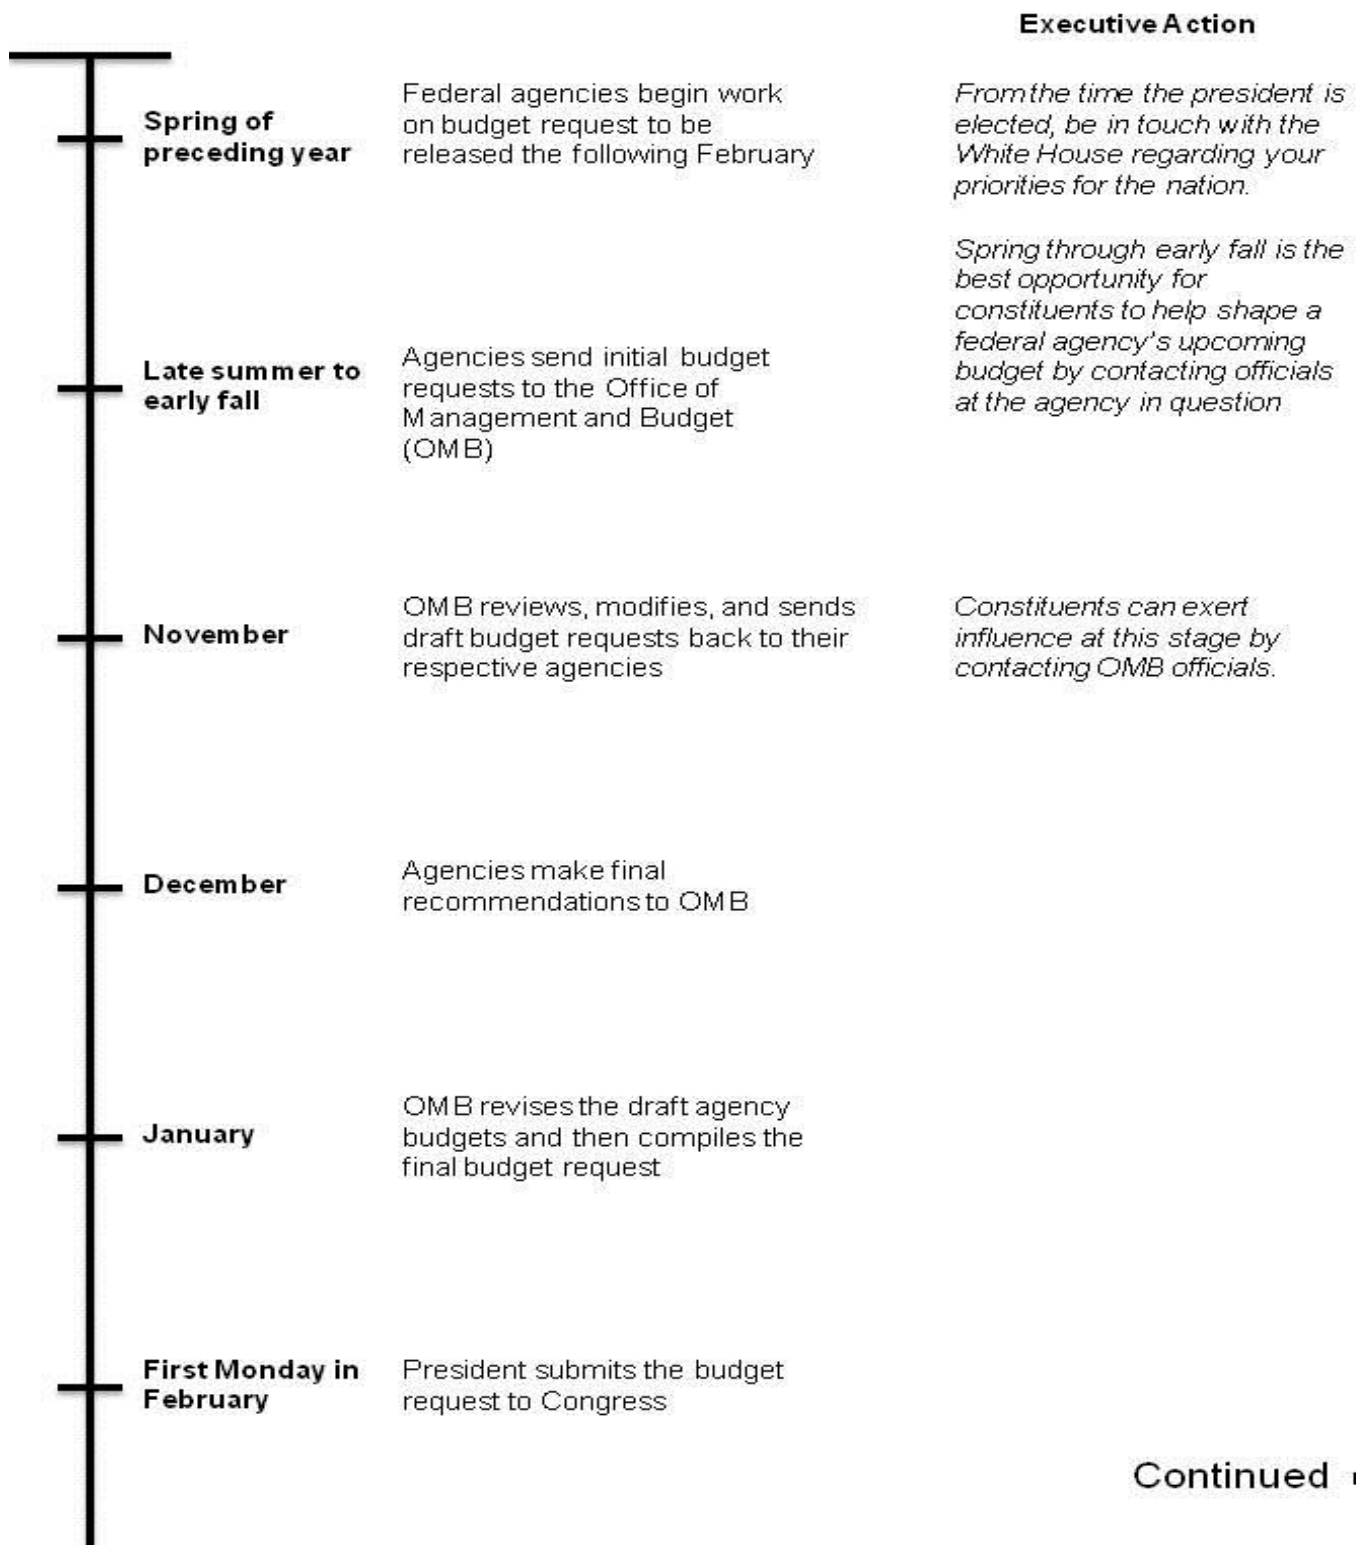 Executive Action
Spring of
preceding year
Federal agencies begin work
on budget request to be
released the following February
From the time the president is
elected, be in touch with the
White House regarding your
priorities for the nation.
Spring through early fall is the
best opportunity for
constituents to help shape a
federal agency's upcoming
budget by contacting officials
at the agency in question
Late summer to
early fall
Agencies send initial budget
requests to the Office of
Management and Budget
(OMB)
November
OMB reviews, modifies, and sends
draft budget requests back to their
respective agencies
Constituents can exert
influence at this stage by
contacting OMB officials.
December
Agencies make final
recommendations to OMB
January
OMB revises the draft agency
budgets and then compiles the
final budget request
First Monday in
February
President submits the budget
request to Congress
Continued